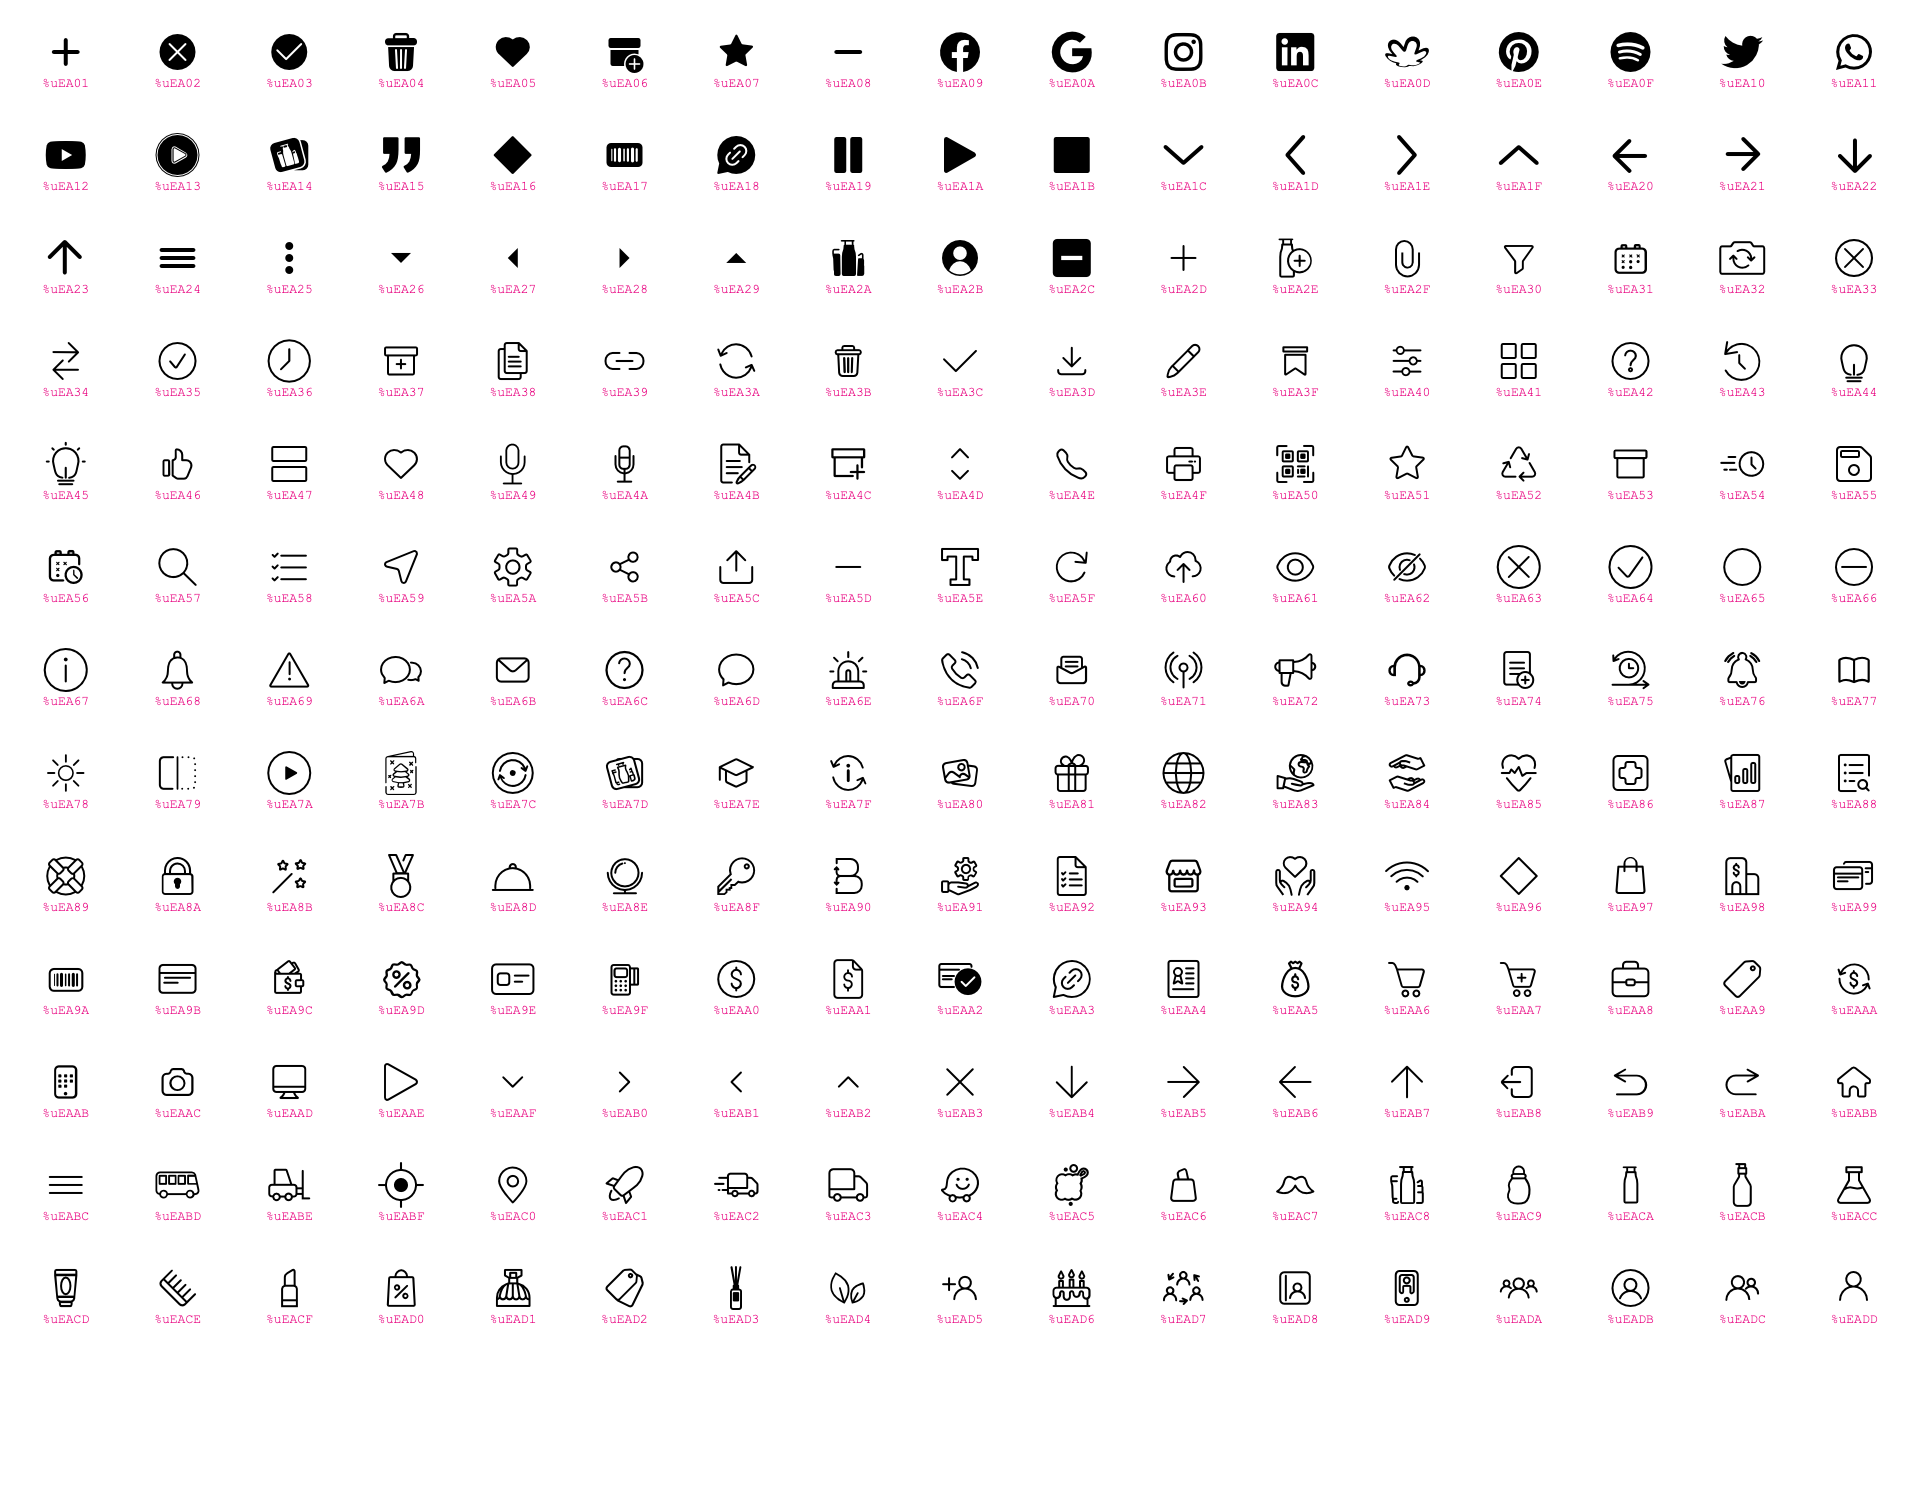 %uEA01 %uEA02 %uEA03 %uEA04 %uEA05 %uEA06 %uEA07 %uEA08 %uEA09 %uEA0A %uEA0B %uEA0C %uEA0D %uEA0E %uEA0F %uEA10 %uEA11
%uEA12 %uEA13 %uEA14 %uEA15 %uEA16 %uEA17 %uEA18 %uEA19 %uEA1A %uEA1B %uEA1C %uEA1D %uEA1E %uEA1F %uEA20 %uEA21 %uEA22
%uEA23 %uEA24 %uEA25 %uEA26 %uEA27 %uEA28 %uEA29 %uEA2A %uEA2B %uEA2C %uEA2D %uEA2E %uEA2F %uEA30 %uEA31 %uEA32 %uEA33
%uEA34 %uEA35 %uEA36 %uEA37 %uEA38 %uEA39 %uEA3A %uEA3B %uEA3C %uEA3D %uEA3E %uEA3F %uEA40 %uEA41 %uEA42 %uEA43 %uEA44
%uEA45 %uEA46 %uEA47 %uEA48 %uEA49 %uEA4A %uEA4B %uEA4C %uEA4D %uEA4E %uEA4F %uEA50 %uEA51 %uEA52 %uEA53 %uEA54 %uEA55
%uEA56 %uEA57 %uEA58 %uEA59 %uEA5A %uEA5B %uEA5C %uEA5D %uEA5E %uEA5F %uEA60 %uEA61 %uEA62 %uEA63 %uEA64 %uEA65 %uEA66
%uEA67 %uEA68 %uEA69 %uEA6A %uEA6B %uEA6C %uEA6D %uEA6E %uEA6F %uEA70 %uEA71 %uEA72 %uEA73 %uEA74 %uEA75 %uEA76 %uEA77
%uEA78 %uEA79 %uEA7A %uEA7B %uEA7C %uEA7D %uEA7E %uEA7F %uEA80 %uEA81 %uEA82 %uEA83 %uEA84 %uEA85 %uEA86 %uEA87 %uEA88
%uEA89 %uEA8A %uEA8B %uEA8C %uEA8D %uEA8E %uEA8F %uEA90 %uEA91 %uEA92 %uEA93 %uEA94 %uEA95 %uEA96 %uEA97 %uEA98 %uEA99
%uEA9A %uEA9B %uEA9C %uEA9D %uEA9E %uEA9F %uEAA0 %uEAA1 %uEAA2 %uEAA3 %uEAA4 %uEAA5 %uEAA6 %uEAA7 %uEAA8 %uEAA9 %uEAAA
%uEAAB %uEAAC %uEAAD %uEAAE %uEAAF %uEAB0 %uEAB1 %uEAB2 %uEAB3 %uEAB4 %uEAB5 %uEAB6 %uEAB7 %uEAB8 %uEAB9 %uEABA %uEABB
%uEABC %uEABD %uEABE %uEABF %uEAC0 %uEAC1 %uEAC2 %uEAC3 %uEAC4 %uEAC5 %uEAC6 %uEAC7 %uEAC8 %uEAC9 %uEACA %uEACB %uEACC
%uEACD %uEACE %uEACF %uEAD0 %uEAD1 %uEAD2 %uEAD3 %uEAD4 %uEAD5 %uEAD6 %uEAD7 %uEAD8 %uEAD9 %uEADA %uEADB %uEADC %uEADD